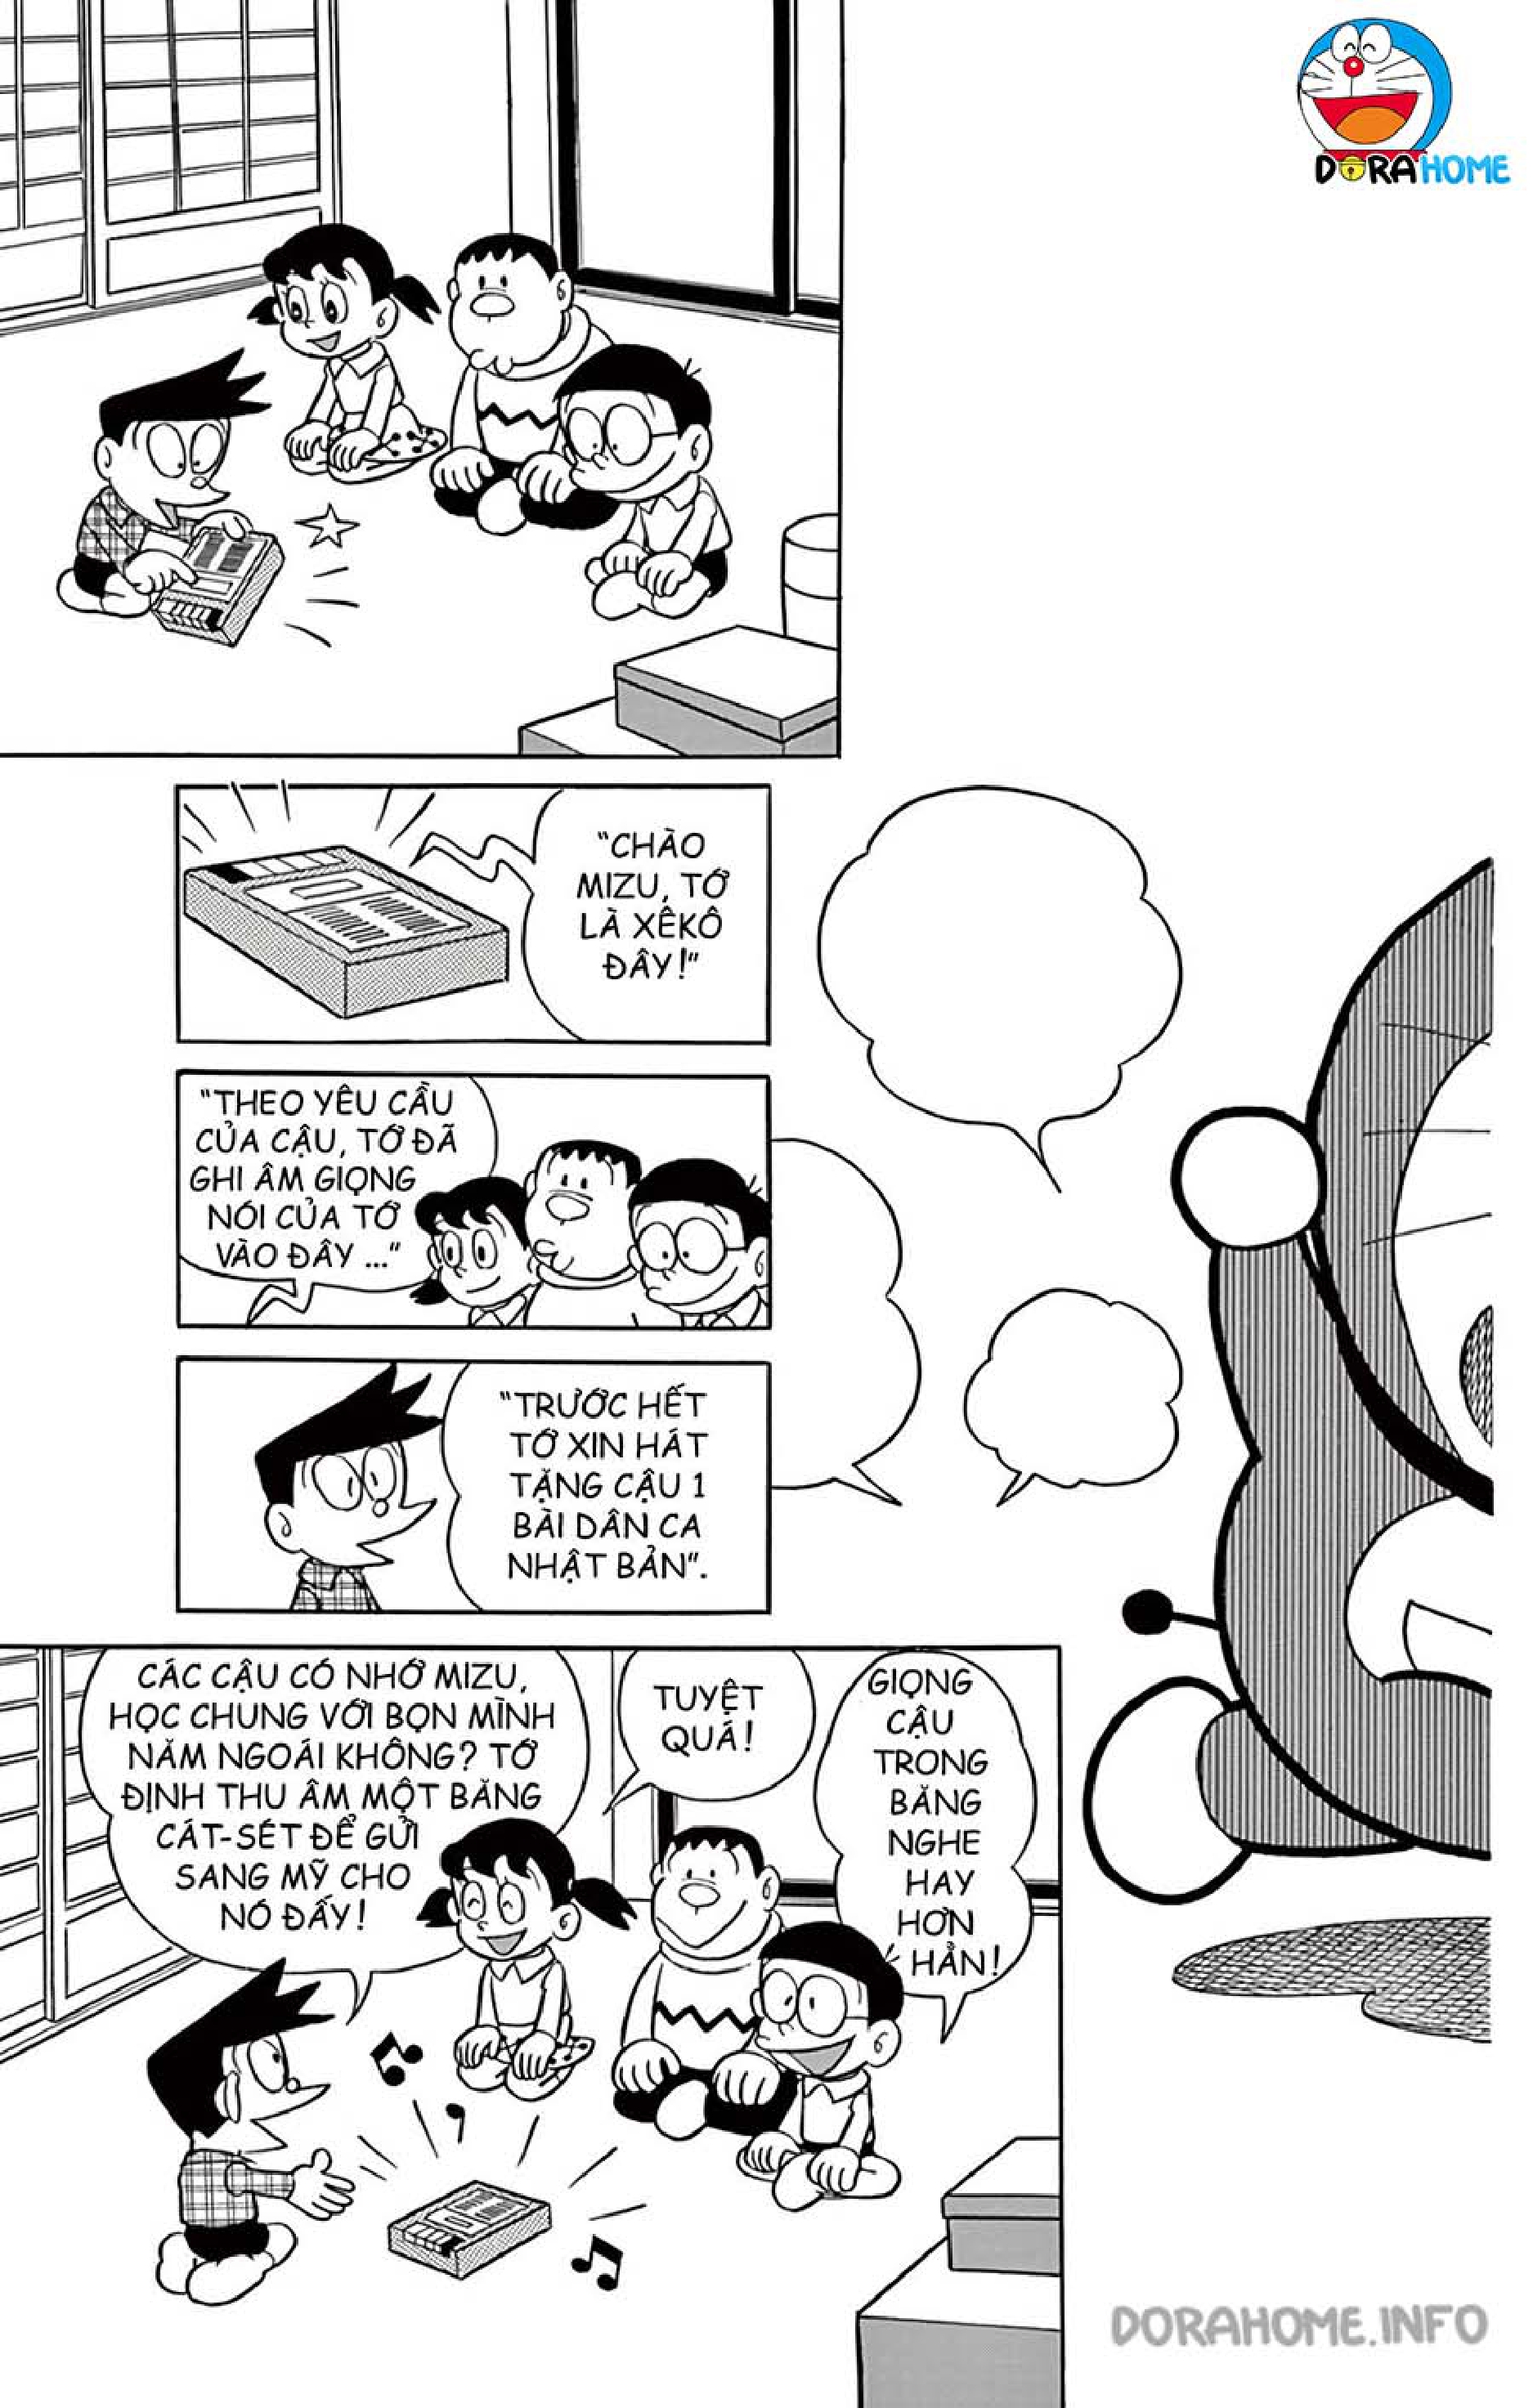 DORAHOME
"CHÀO
MIZU, TỚ
LÀ XÊKÔ
ĐÂY!"
"THEO YÊU CẦU
CỦA CẬU, TỚ ĐÃ
GHI ÂM GIỌNG
NÓI CỦA TỚ
VÀO ĐÂY ..."
"TRƯỚC HẾT
TỚ XIN HÁT
TẶNG CẬU 1
BÀI DÂN CA
NHẬT BẢN".
CÁC CẬU CÓ NHỚ MIZU,
HỌC CHUNG VỚI BỌN MÌNH
NĂM NGOÁI KHÔNG? TỚ
ĐỊNH THU ÂM MỘT BĂNG
CÁT-SÉT ĐỂ GỬI
SANG MỸ CHO
NÓ ĐẤY!
TUYỆT
QUÁ!
GIỌNG
CẬU
TRONG
BĂNG
NGHE
HAY
HƠN
HẲN!
DORAHOME.INFO